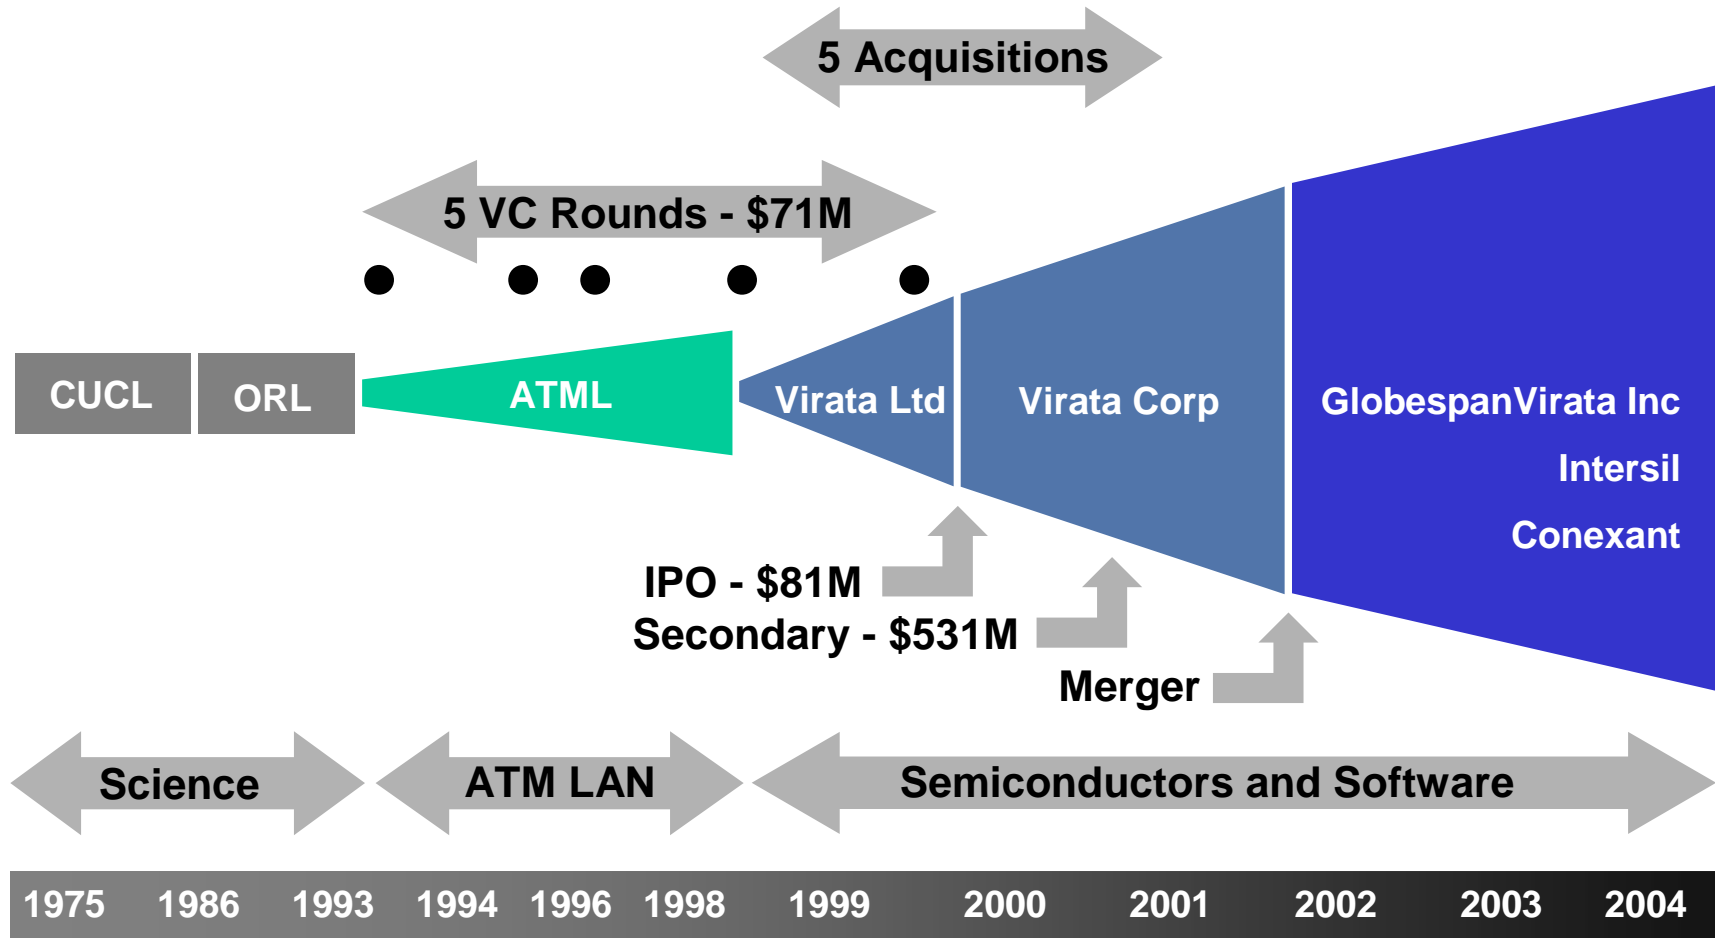 5 Acquisitions
5 VC Rounds - $71M
CUCL
ORL
ATML
Virata Ltd
Virata Corp
GlobespanVirata Inc
Intersil
Conexant
IPO - $81M
Secondary - $531M
Merger
Science
ATM LAN
Semiconductors and Software
1975 1986 1993 1994 1996 1998 1999 2000 2001 2002 2003 2004